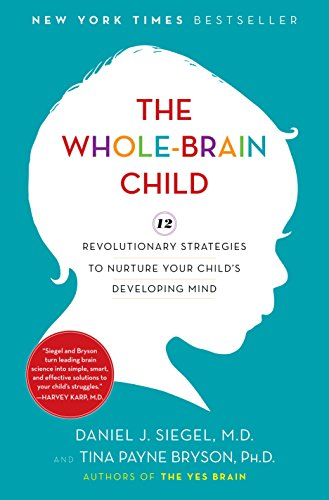 NEW YORK TIMES BESTSELLER
THE
WHOLE-BRAIN
CHILD
12
REVOLUTIONARY STRATEGIES
TO NURTURE YOUR CHILD'S
DEVELOPING MIND
"Siegel and Bryson
turn leading brain
science into simple, smart,
and effective solutions to
your child's struggles."
—HARVEY KARP, M.D.
DANIEL J. SIEGEL, M.D.
AND TINA PAYNE BRYSON, PH.D.
AUTHORS OF THE YES BRAIN